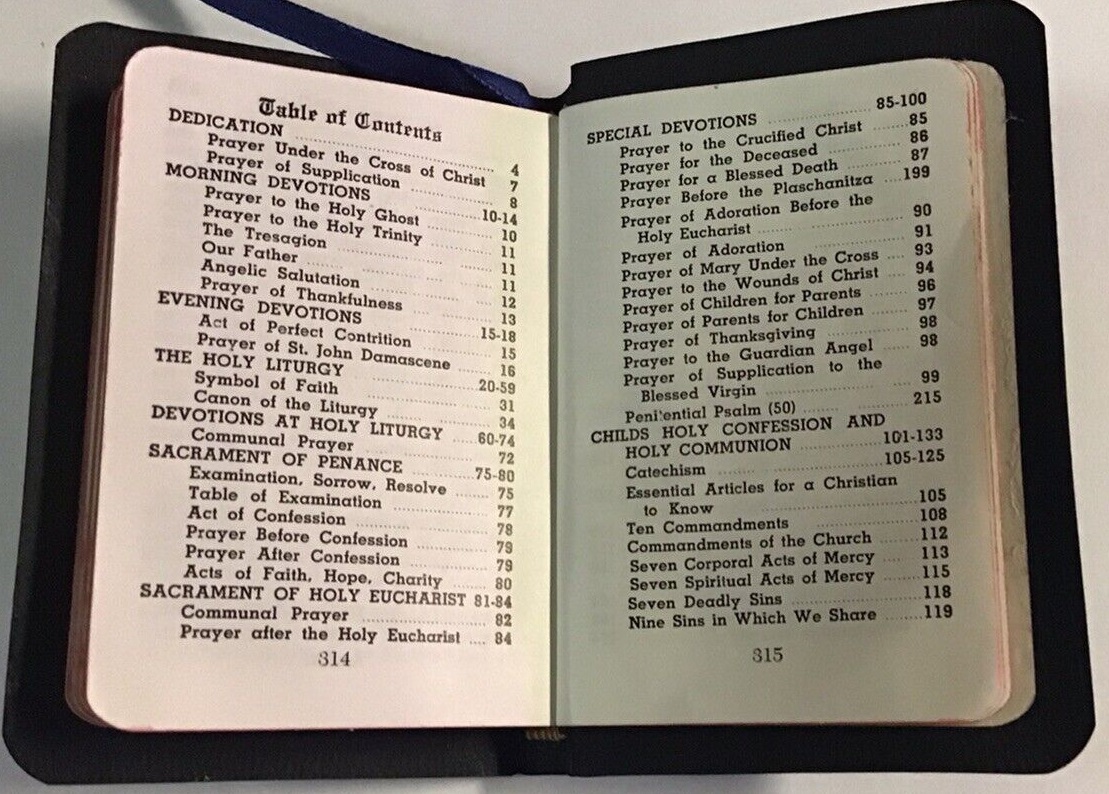 Table of Contents
DEDICATION ........ 4
Prayer Under the Cross of Christ 7
Prayer of Supplication ........ 8
MORNING DEVOTIONS ........ 10-14
Prayer to the Holy Ghost ........ 10
Prayer to the Holy Trinity ........ 11
The Tresagion ........ 11
Our Father ........ 11
Angelic Salutation ........ 12
Prayer of Thankfulness ........ 13
EVENING DEVOTIONS ........ 15-18
Act of Perfect Contrition ........ 15
Prayer of St. John Damascene ...... 16
THE HOLY LITURGY ........ 20-59
Symbol of Faith ........ 31
Canon of the Liturgy ........ 34
DEVOTIONS AT HOLY LITURGY ..... 60-74
Communal Prayer ........ 72
SACRAMENT OF PENANCE ........ 75-80
Examination, Sorrow, Resolve ....... 75
Table of Examination ........ 77
Act of Confession ........ 78
Prayer Before Confession ........ 79
Prayer After Confession ........ 79
Acts of Faith, Hope, Charity ........ 80
SACRAMENT OF HOLY EUCHARIST 81-84
Communal Prayer ........ 82
Prayer after the Holy Eucharist .... 84
314
SPECIAL DEVOTIONS ........ 85-100
Prayer to the Crucified Christ ....... 85
Prayer for the Deceased ........ 86
Prayer for a Blessed Death ........ 87
Prayer Before the Plaschanitza ....199
Prayer of Adoration Before the
Holy Eucharist ........ 90
Prayer of Adoration ........ 91
Prayer of Mary Under the Cross .... 93
Prayer to the Wounds of Christ .... 94
Prayer of Children for Parents ........ 96
Prayer of Parents for Children ........ 97
Prayer of Thanksgiving ........ 98
Prayer to the Guardian Angel ...... 98
Prayer of Supplication to the
Blessed Virgin ........ 99
Penitential Psalm (50) ........ 215
CHILDS HOLY CONFESSION AND
HOLY COMMUNION ........ 101-133
Catechism ........ 105-125
Essential Articles for a Christian
to Know ........ 105
Ten Commandments ........ 108
Commandments of the Church ......112
Seven Corporal Acts of Mercy .... 113
Seven Spiritual Acts of Mercy ........115
Seven Deadly Sins ........ 118
Nine Sins in Which We Share ........119
315